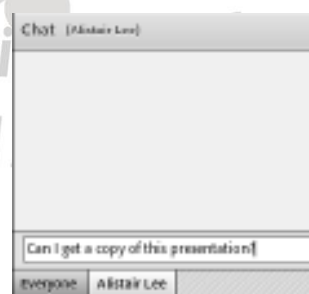 Chat (Alistair Lee)
Can I get a copy of this presentation?
Everyone Alistair Lee